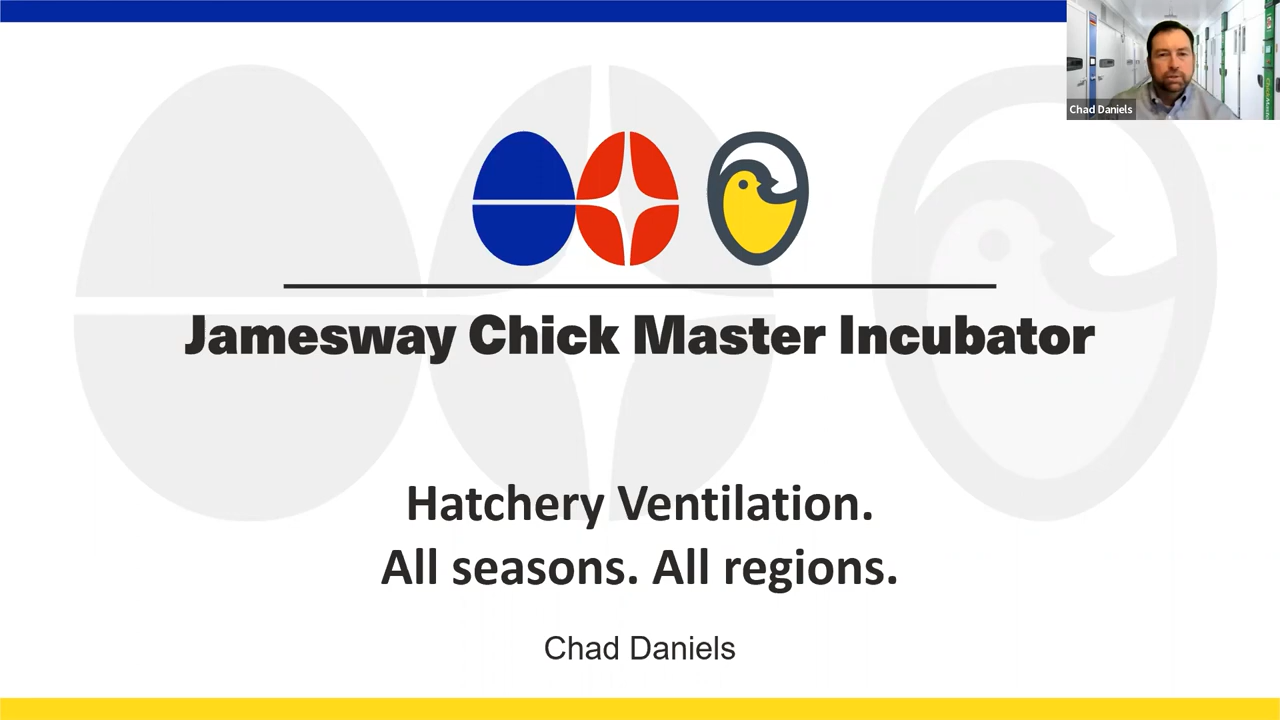 Chad Daniels
Jamesway Chick Master Incubator
Hatchery Ventilation.
All seasons. All regions.
Chad Daniels